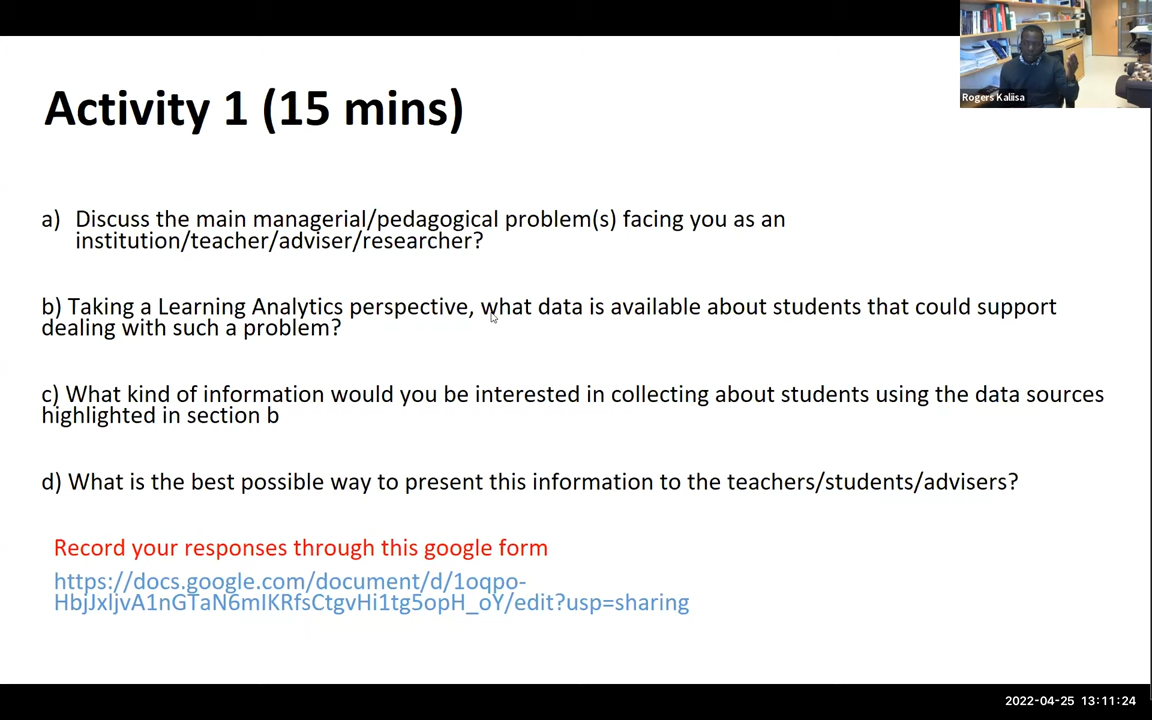 Rogers Kaliisa
Activity 1 (15 mins)
a) Discuss the main managerial/pedagogical problem(s) facing you as an
institution/teacher/adviser/researcher?
b) Taking a Learning Analytics perspective, what data is available about students that could support
dealing with such a problem?
c) What kind of information would you be interested in collecting about students using the data sources
highlighted in section b
d) What is the best possible way to present this information to the teachers/students/advisers?
Record your responses through this google form
https://docs.google.com/document/d/1oqpo-
HbjJxljvA1nGTaN6mIKRfsCtgvHi1tg5opH_oY/edit?usp=sharing
2022-04-25 13:11:24